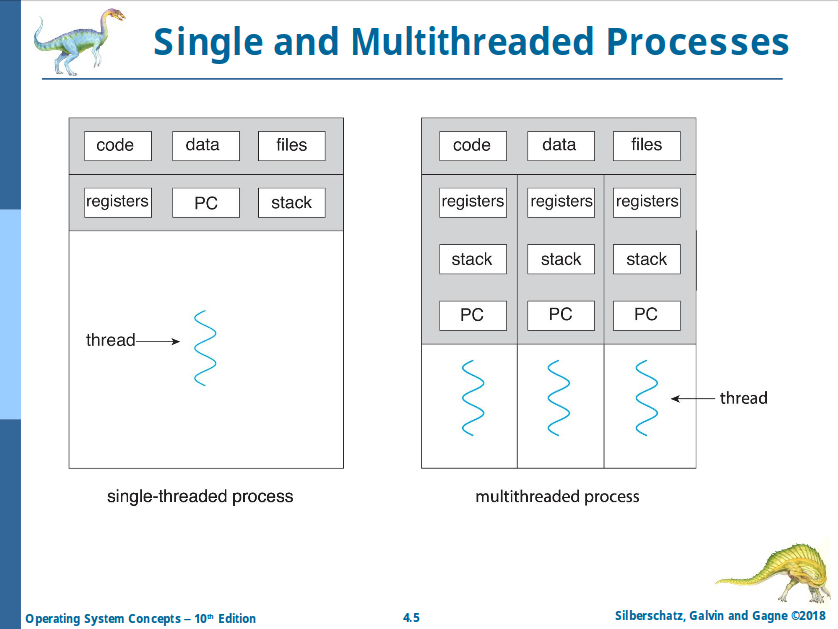 Single and Multithreaded Processes
code data files
registers PC stack
thread
single-threaded process
code data files
registers registers registers
stack stack stack
PC PC PC
thread
multithreaded process
Operating System Concepts – 10th Edition
4.5
Silberschatz, Galvin and Gagne ©2018